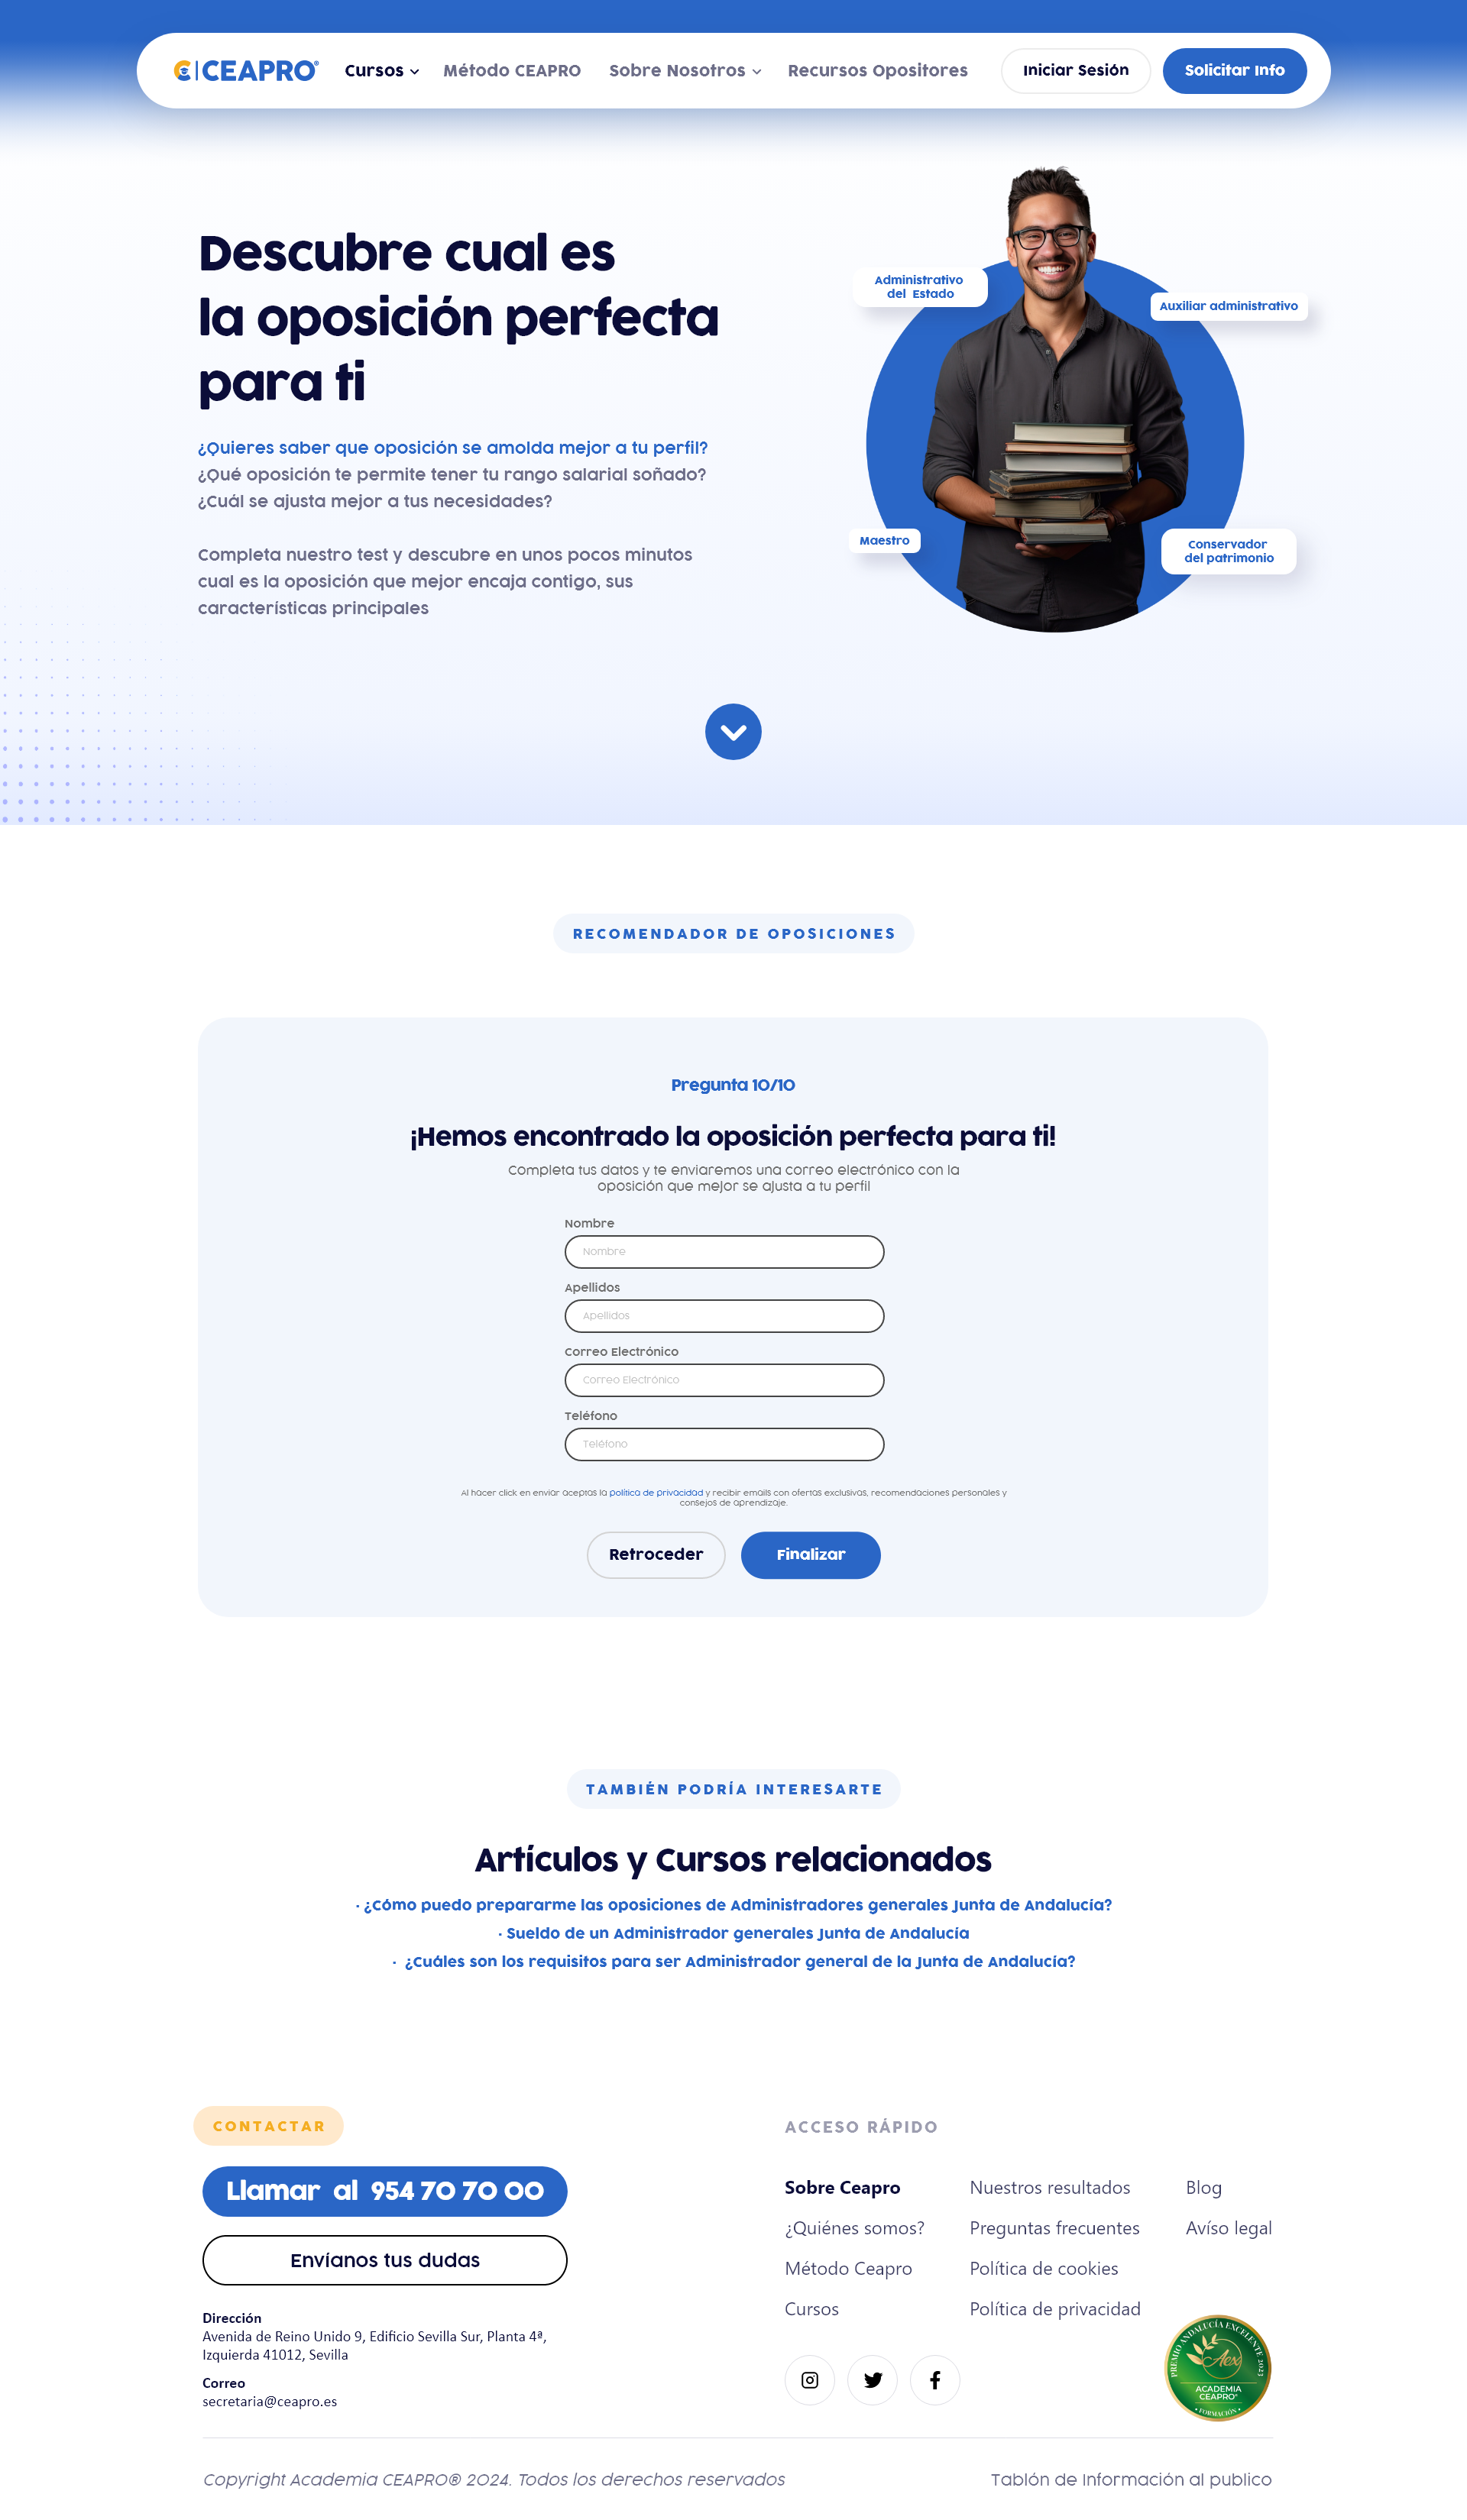 CEAPRO®
Cursos
Método CEAPRO
Sobre Nosotros
Recursos Opositores
Iniciar Sesión
Solicitar Info
Descubre cual es
la oposición perfecta
para ti
¿Quieres saber que oposición se amolda mejor a tu perfil?
¿Qué oposición te permite tener tu rango salarial soñado?
¿Cuál se ajusta mejor a tus necesidades?
Completa nuestro test y descubre en unos pocos minutos
cual es la oposición que mejor encaja contigo, sus
características principales
Administrativo
del Estado
Auxiliar administrativo
Maestro
Conservador
del patrimonio
RECOMENDADOR DE OPOSICIONES
Pregunta 10/10
¡Hemos encontrado la oposición perfecta para ti!
Completa tus datos y te enviaremos una correo electrónico con la
oposición que mejor se ajusta a tu perfil
Nombre
Nombre
Apellidos
Apellidos
Correo Electrónico
Correo Electrónico
Teléfono
Teléfono
Al hacer click en enviar aceptas la política de privacidad y recibir emails con ofertas exclusivas, recomendaciones personales y
consejos de aprendizaje.
Retroceder
Finalizar
TAMBIÉN PODRÍA INTERESARTE
Artículos y Cursos relacionados
· ¿Cómo puedo prepararme las oposiciones de Administradores generales Junta de Andalucía?
· Sueldo de un Administrador generales Junta de Andalucía
· ¿Cuáles son los requisitos para ser Administrador general de la Junta de Andalucía?
CONTACTAR
Llamar al 954 70 70 00
Envíanos tus dudas
Dirección
Avenida de Reino Unido 9, Edificio Sevilla Sur, Planta 4ª,
Izquierda 41012, Sevilla
Correo
secretaria@ceapro.es
ACCESO RÁPIDO
Sobre Ceapro
¿Quiénes somos?
Método Ceapro
Cursos
Nuestros resultados
Preguntas frecuentes
Política de cookies
Política de privacidad
Blog
Avíso legal
PREMIO ANDALUCÍA EXCELENTE 2023
Aex
ACADEMIA
CEAPRO®
· FORMACIÓN ·
Copyright Academia CEAPRO® 2024. Todos los derechos reservados
Tablón de Información al publico